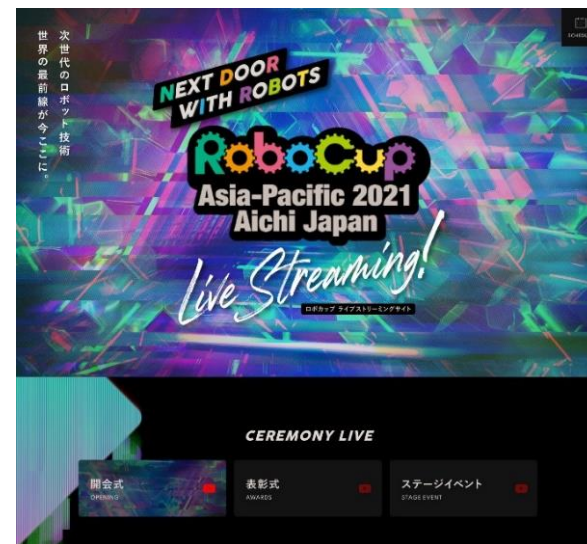 次世代のロボット技術
世界の最前線が今ここに。
NEXT DOOR
WITH ROBOTS
RoboCup
Asia-Pacific 2021
Aichi Japan
Live Streaming!
ロボカップ ライブストリーミングサイト
CEREMONY LIVE
開会式
OPENING
表彰式
AWARDS
ステージイベント
STAGE EVENT